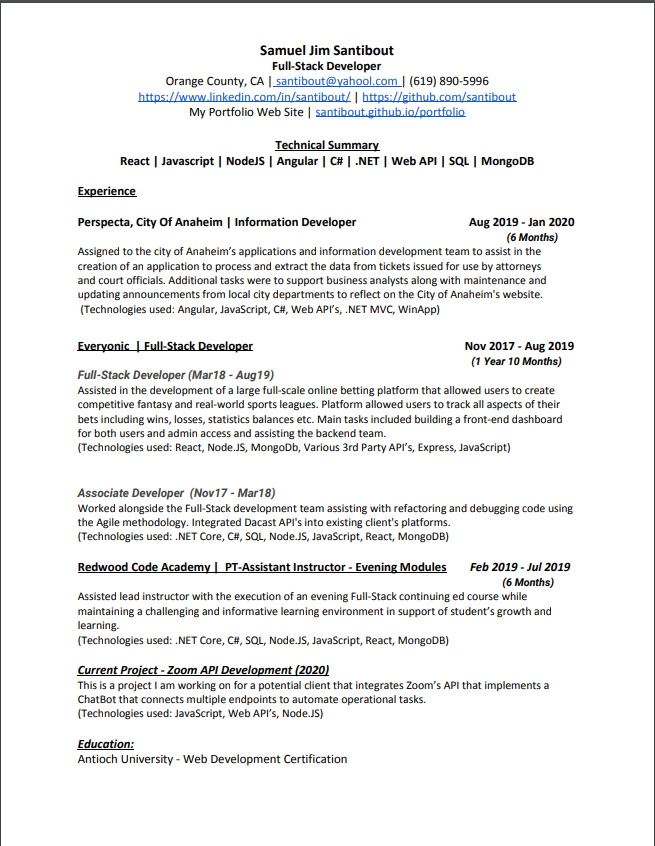 Samuel Jim Santibout
Full-Stack Developer
Orange County, CA | santibout@yahool.com | (619) 890-5996
https://www.linkedin.com/in/santibout/ | https://github.com/santibout
My Portfolio Web Site | santibout.github.io/portfolio
Technical Summary
React | Javascript | NodeJS | Angular | C# | .NET | Web API | SQL | MongoDB
Experience
Perspecta, City Of Anaheim | Information Developer Aug 2019 - Jan 2020
(6 Months)
Assigned to the city of Anaheim's applications and information development team to assist in the
creation of an application to process and extract the data from tickets issued for use by attorneys
and court officials. Additional tasks were to support business analysts along with maintenance and
updating announcements from local city departments to reflect on the City of Anaheim's website.
(Technologies used: Angular, JavaScript, C#, Web API's, .NET MVC, WinApp)
Everyonic | Full-Stack Developer Nov 2017 - Aug 2019
(1 Year 10 Months)
Full-Stack Developer (Mar18 - Aug19)
Assisted in the development of a large full-scale online betting platform that allowed users to create
competitive fantasy and real-world sports leagues. Platform allowed users to track all aspects of their
bets including wins, losses, statistics balances etc. Main tasks included building a front-end dashboard
for both users and admin access and assisting the backend team.
(Technologies used: React, Node.JS, MongoDb, Various 3rd Party API's, Express, JavaScript)
Associate Developer (Nov17 - Mar18)
Worked alongside the Full-Stack development team assisting with refactoring and debugging code using
the Agile methodology. Integrated Dacast API's into existing client's platforms.
(Technologies used: .NET Core, C#, SQL, Node.JS, JavaScript, React, MongoDB)
Redwood Code Academy | PT-Assistant Instructor - Evening Modules Feb 2019 - Jul 2019
(6 Months)
Assisted lead instructor with the execution of an evening Full-Stack continuing ed course while
maintaining a challenging and informative learning environment in support of student's growth and
learning.
(Technologies used: .NET Core, C#, SQL, Node.JS, JavaScript, React, MongoDB)
Current Project - Zoom API Development (2020)
This is a project I am working on for a potential client that integrates Zoom's API that implements a
ChatBot that connects multiple endpoints to automate operational tasks.
(Technologies used: JavaScript, Web API's, Node.JS)
Education:
Antioch University - Web Development Certification